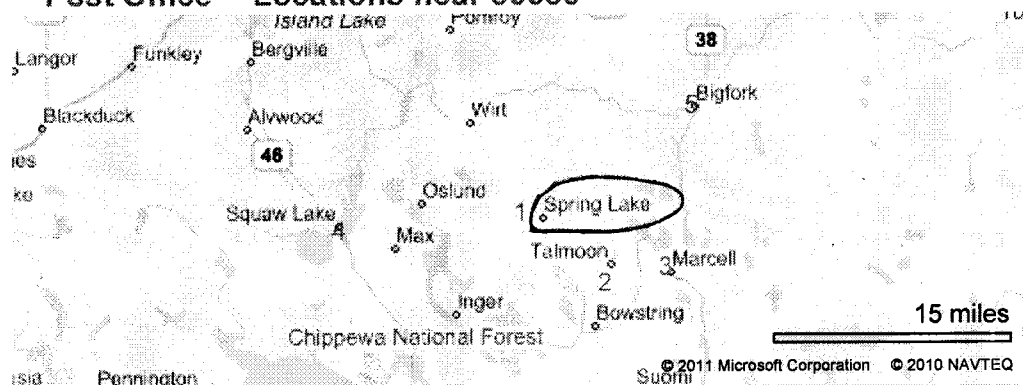 Post Office Locations near
Island Lake
Pomroy
38
Langor
Funkley
Bergville
Bigfork
5
Blackduck
Alvwood
Wirt
46
Oslund
1 Spring Lake
Squaw Lake
4
Max
Talmoon
2
3 Marcell
Inger
Bowstring
15 miles
Chippewa National Forest
© 2011 Microsoft Corporation © 2010 NAVTEQ
Pennington
Suomi